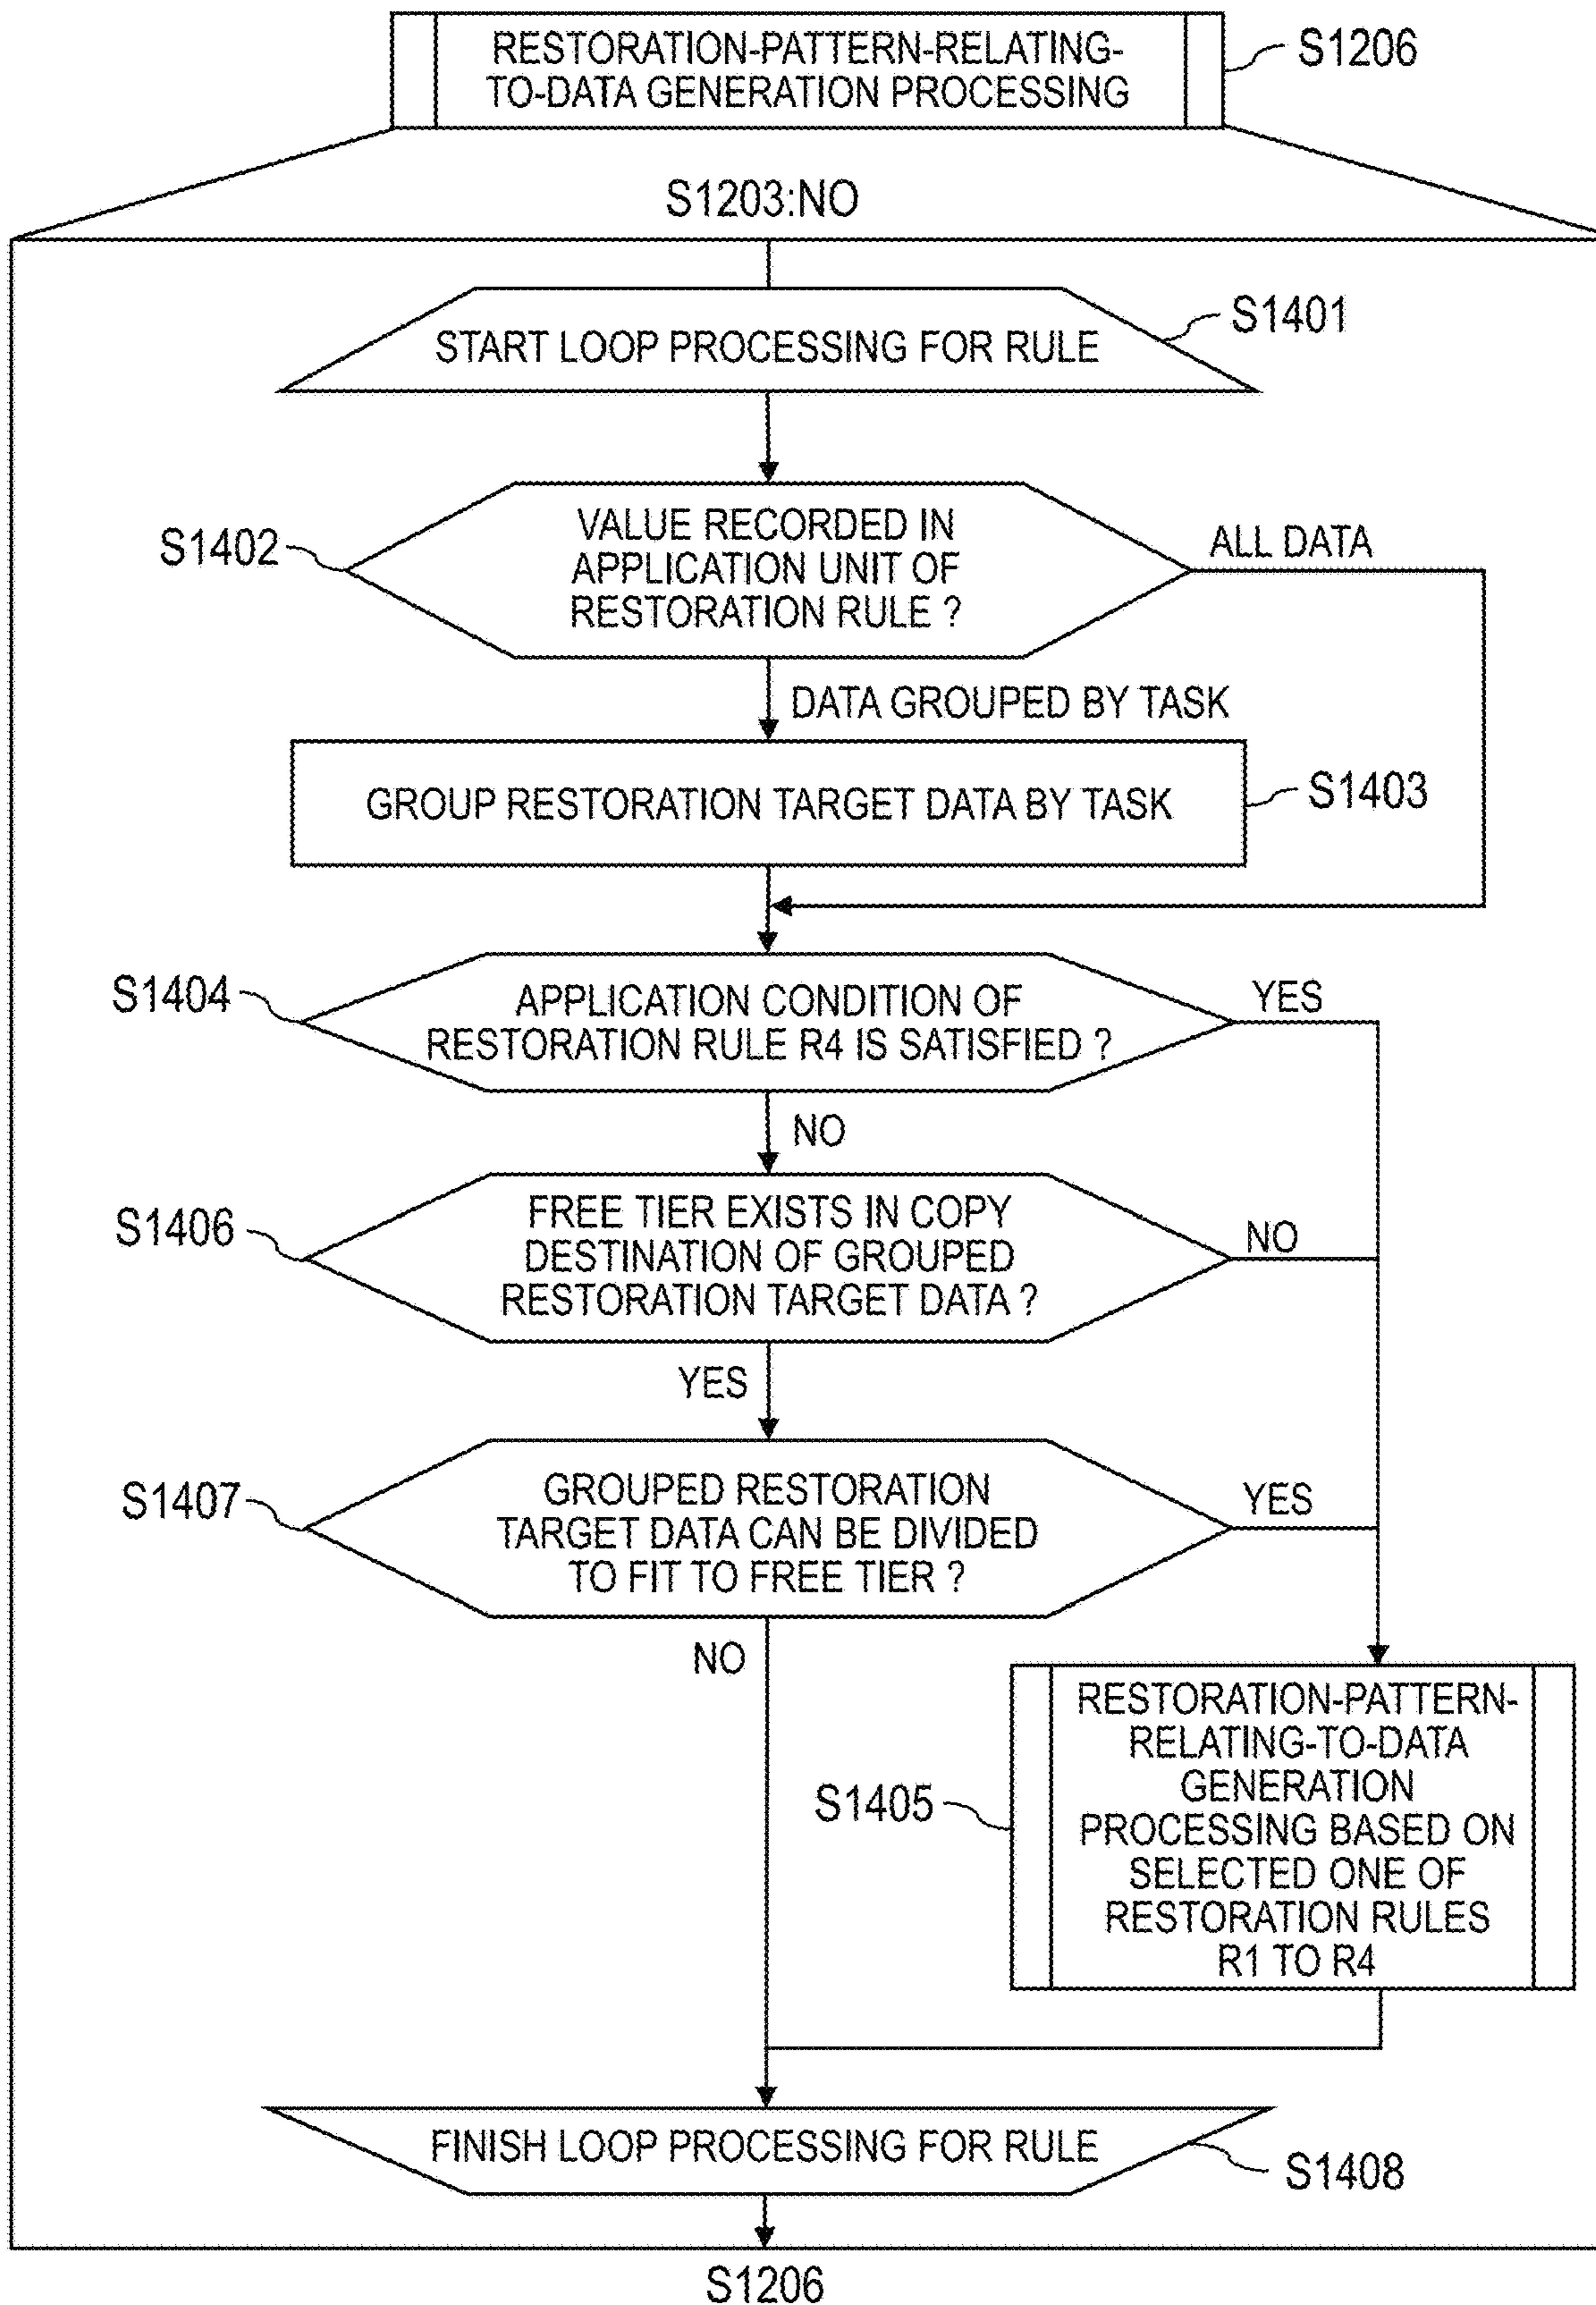 RESTORATION-PATTERN-RELATING-
TO-DATA GENERATION PROCESSING
S1206
S1203:NO
START LOOP PROCESSING FOR RULE
S1401
S1402
VALUE RECORDED IN
APPLICATION UNIT OF
RESTORATION RULE ?
ALL DATA
DATA GROUPED BY TASK
GROUP RESTORATION TARGET DATA BY TASK
S1403
S1404
APPLICATION CONDITION OF
RESTORATION RULE R4 IS SATISFIED ?
YES
NO
S1406
FREE TIER EXISTS IN COPY
DESTINATION OF GROUPED
RESTORATION TARGET DATA ?
NO
YES
S1407
GROUPED RESTORATION
TARGET DATA CAN BE DIVIDED
TO FIT TO FREE TIER ?
YES
NO
S1405
RESTORATION-PATTERN-
RELATING-TO-DATA
GENERATION
PROCESSING BASED ON
SELECTED ONE OF
RESTORATION RULES
R1 TO R4
FINISH LOOP PROCESSING FOR RULE
S1408
S1206